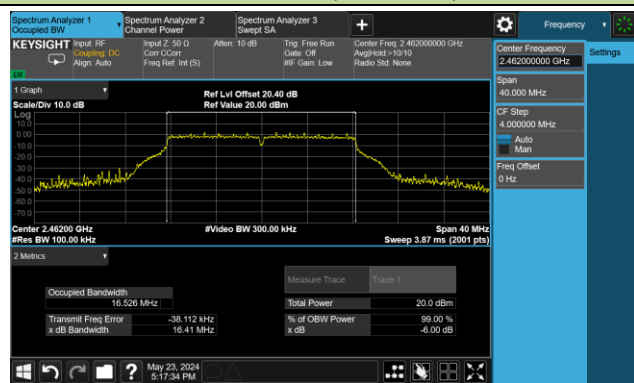 Spectrum Analyzer 1
Occupied BW
Spectrum Analyzer 2
Channel Power
Spectrum Analyzer 3
Swept SA
+
Frequency
KEYSIGHT
Input: RF
Coupling: DC
Align: Auto
Input Z: 50 Ω
Corr CCorr
Freq Ref: Int (S)
Atten: 10 dB
Trig: Free Run
Gate: Off
#IF Gain: Low
Center Freq: 2.462000000 GHz
Avg|Hold:>10/10
Radio Std: None
Center Frequency
2.462000000 GHz
Settings
Span
40.000 MHz
CF Step
4.000000 MHz
Auto
Man
Freq Offset
0 Hz
1 Graph
Scale/Div 10.0 dB
Ref Lvl Offset 20.40 dB
Ref Value 20.00 dBm
Log
10.0
0.00
-10.0
-20.0
-30.0
-40.0
-50.0
-60.0
-70.0
Center 2.46200 GHz
#Res BW 100.00 kHz
#Video BW 300.00 kHz
Span 40 MHz
Sweep 3.87 ms (2001 pts)
2 Metrics
Measure Trace
Trace 1
Occupied Bandwidth
16.526 MHz
Total Power
20.0 dBm
Transmit Freq Error
-38.112 kHz
% of OBW Power
99.00 %
x dB Bandwidth
16.41 MHz
x dB
-6.00 dB
?
May 23, 2024
5:17:34 PM